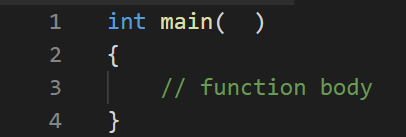 1 int main(  )
2 {
3     // function body
4 }